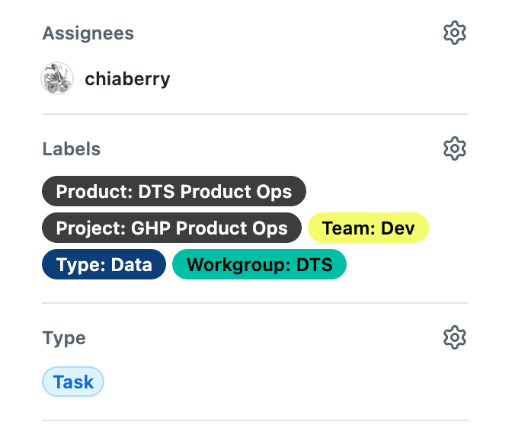 Assignees
chiaberry
Labels
Product: DTS Product Ops
Project: GHP Product Ops Team: Dev
Type: Data Workgroup: DTS
Type
Task